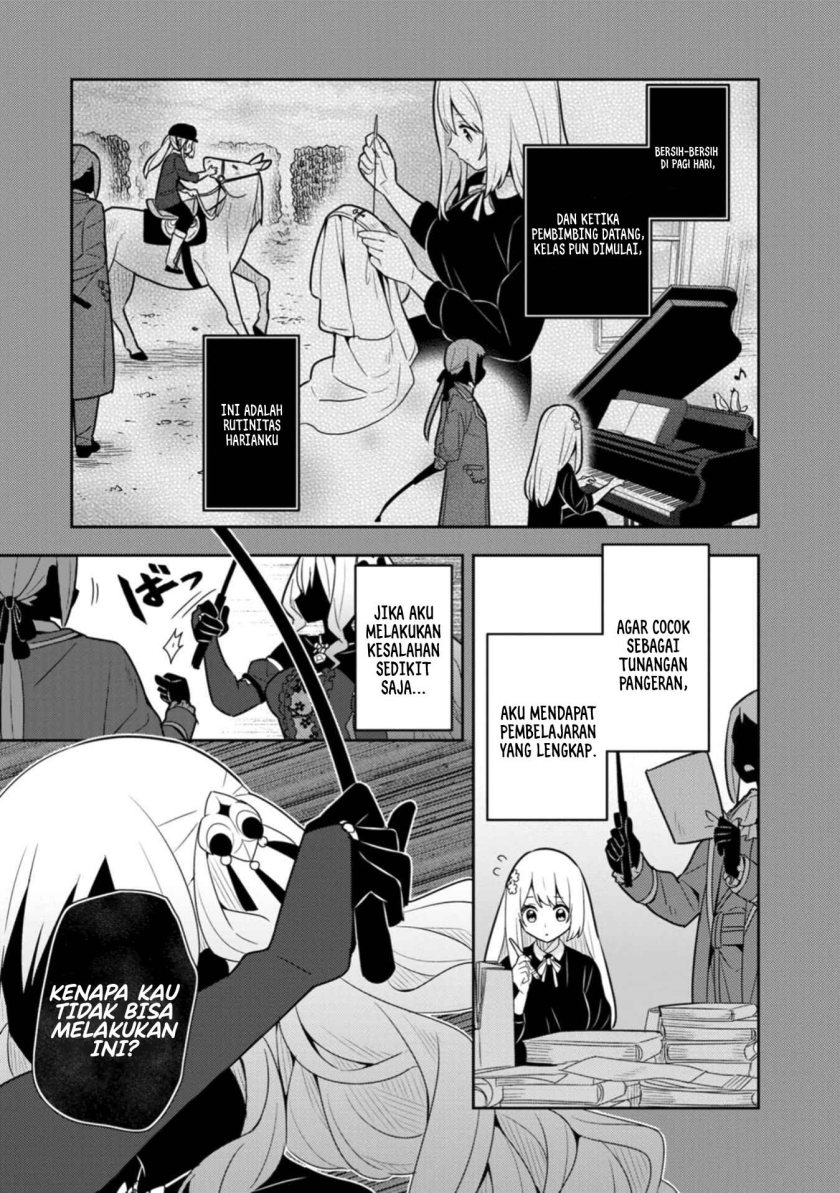 BERSIH-BERSIH
DI PAGI HARI,
DAN KETIKA
PEMBIMBING DATANG,
KELAS PUN DIMULAI,
INI ADALAH
RUTINITAS
HARIANKU
AGAR COCOK
SEBAGAI
TUNANGAN
PANGERAN,
AKU MENDAPAT
PEMBELAJARAN
YANG LENGKAP.
JIKA AKU
MELAKUKAN
KESALAHAN
SEDIKIT
SAJA...
ばっ
KENAPA KAU
TIDAK BISA
MELAKUKAN
INI?